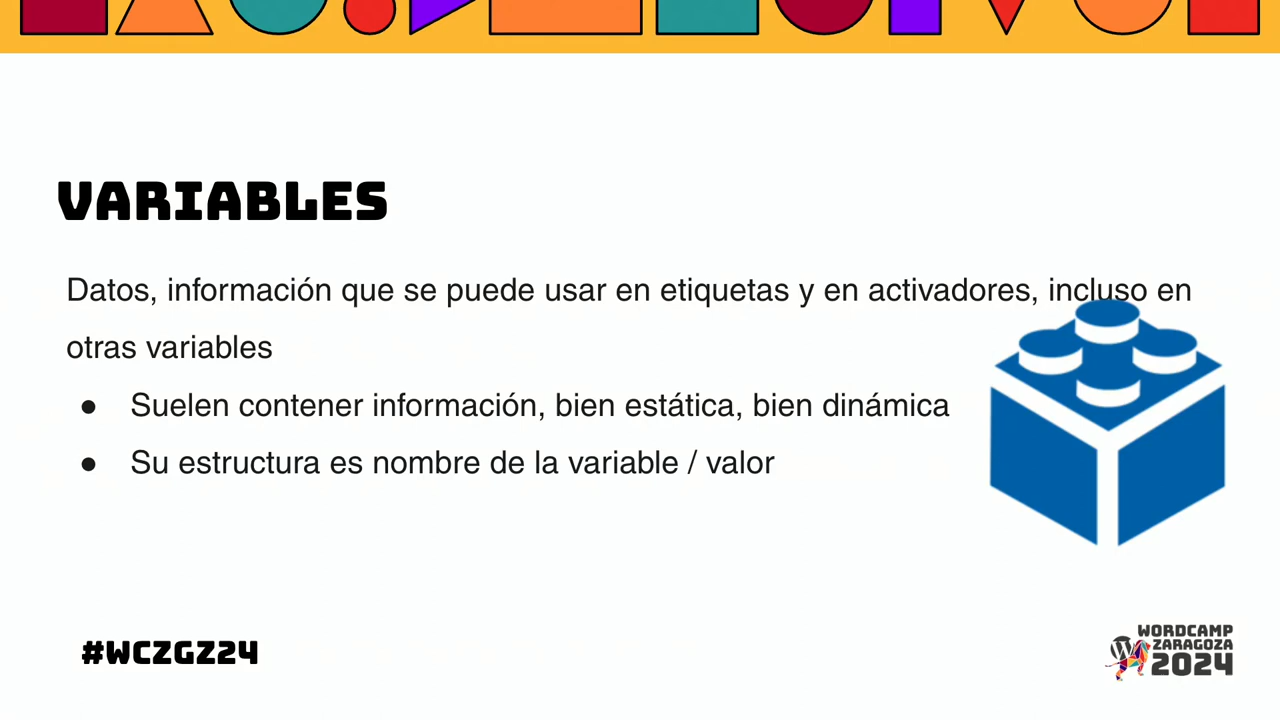 VARIABLES
Datos, información que se puede usar en etiquetas y en activadores, incluso en
otras variables
● Suelen contener información, bien estática, bien dinámica
● Su estructura es nombre de la variable / valor
#WCZGZ24
WORDCAMP
ZARAGOZA
2024